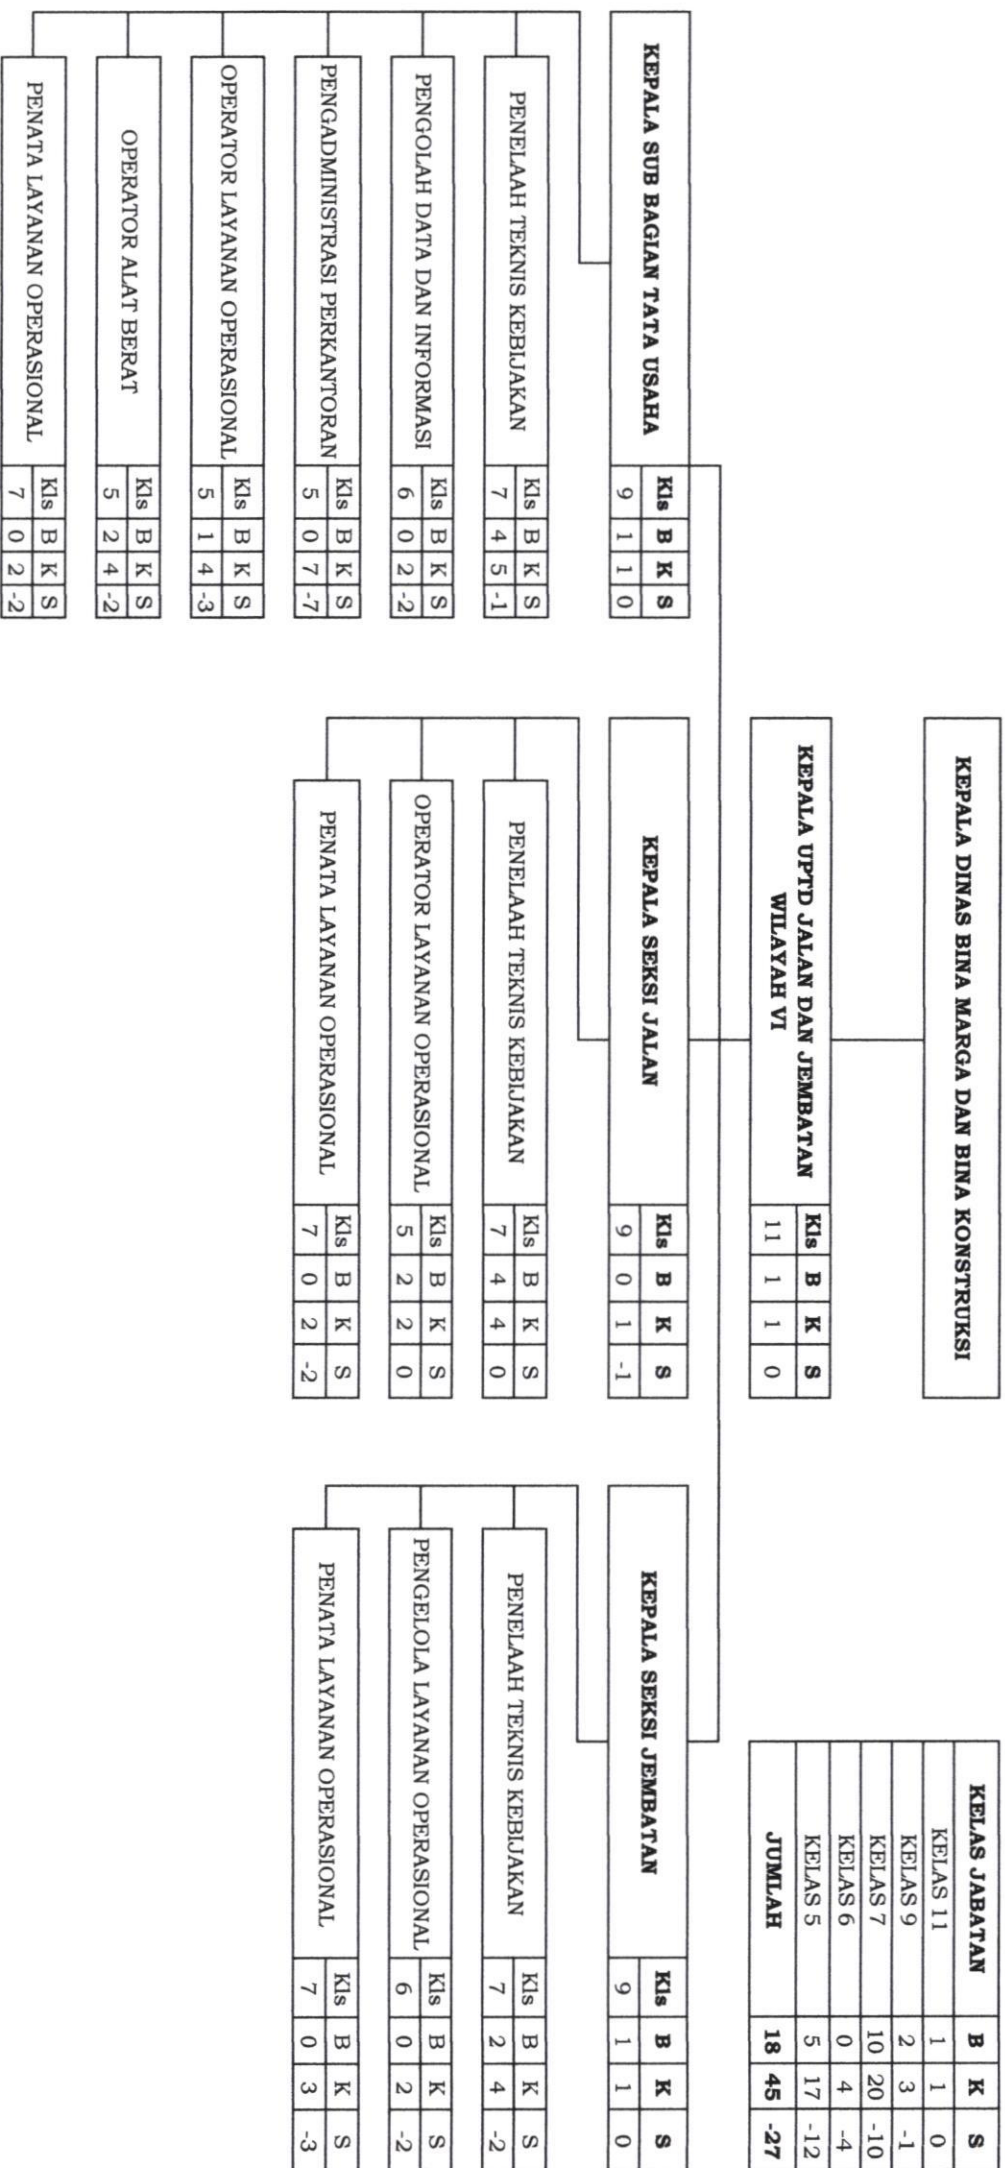 KEPALA DINAS BINA MARGA DAN BINA KONSTRUKSI
KELAS JABATAN B K S
KELAS 11 1 1 0
KELAS 9 2 3 -1
KELAS 7 10 20 -10
KELAS 6 0 4 -4
KELAS 5 5 17 -12
JUMLAH 18 45 -27
KEPALA UPTD JALAN DAN JEMBATAN
WILAYAH VI
Kls B K S
11 1 1 0
KEPALA SUB BAGIAN TATA USAHA
Kls B K S
9 1 1 0
PENELAAH TEKNIS KEBIJAKAN
Kls B K S
7 4 5 -1
PENGOLAH DATA DAN INFORMASI
Kls B K S
6 0 2 -2
PENGADMINISTRASI PERKANTORAN
Kls B K S
5 0 7 -7
OPERATOR LAYANAN OPERASIONAL
Kls B K S
5 1 4 -3
OPERATOR ALAT BERAT
Kls B K S
5 2 4 -2
PENATA LAYANAN OPERASIONAL
Kls B K S
7 0 2 -2
KEPALA SEKSI JALAN
Kls B K S
9 0 1 -1
PENELAAH TEKNIS KEBIJAKAN
Kls B K S
7 4 4 0
OPERATOR LAYANAN OPERASIONAL
Kls B K S
5 2 2 0
PENATA LAYANAN OPERASIONAL
Kls B K S
7 0 2 -2
KEPALA SEKSI JEMBATAN
Kls B K S
9 1 1 0
PENELAAH TEKNIS KEBIJAKAN
Kls B K S
7 2 4 -2
PENGELOLA LAYANAN OPERASIONAL
Kls B K S
6 0 2 -2
PENATA LAYANAN OPERASIONAL
Kls B K S
7 0 3 -3